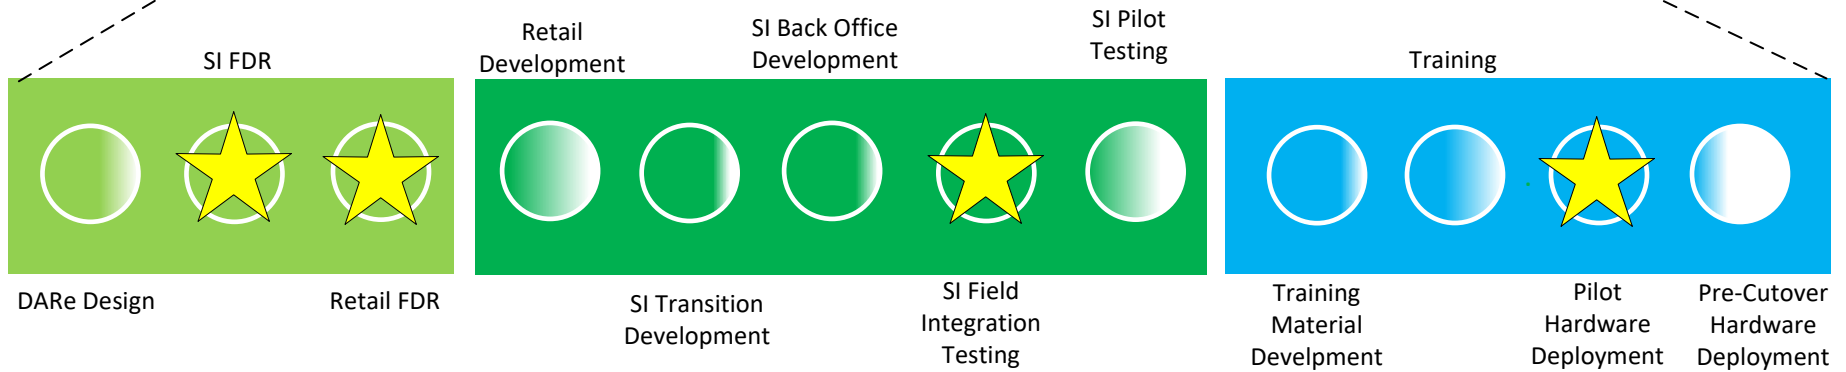 SI FDR
DARe Design
Retail FDR
Retail
Development
SI Transition
Development
SI Back Office
Development
SI Field
Integration
Testing
SI Pilot
Testing
Training
Material
Develpment
Training
Pilot
Hardware
Deployment
Pre-Cutover
Hardware
Deployment